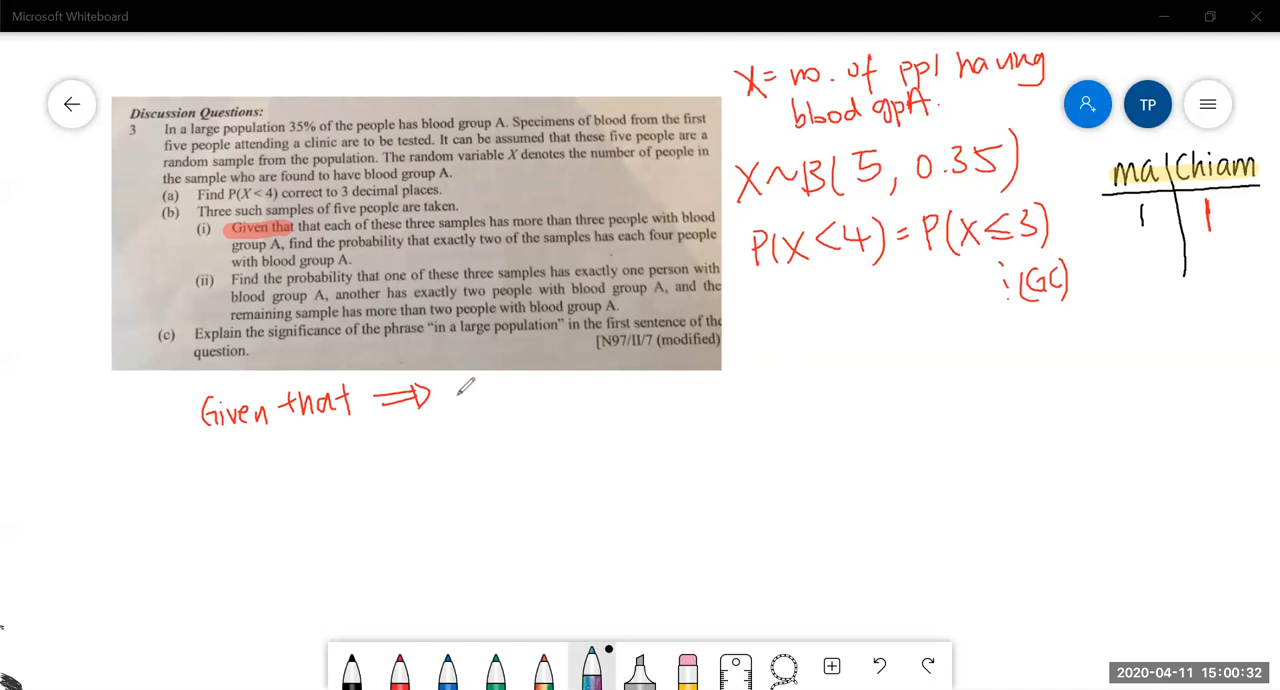 Microsoft Whiteboard
Discussion Questions:
3 In a large population 35% of the people has blood group A. Specimens of blood from the first
five people attending a clinic are to be tested. It can be assumed that these five people are a
random sample from the population. The random variable X denotes the number of people in
the sample who are found to have blood group A.
(a) Find P(X < 4) correct to 3 decimal places.
(b) Three such samples of five people are taken.
(i) Given that that each of these three samples has more than three people with blood
group A, find the probability that exactly two of the samples has each four people
with blood group A.
(ii) Find the probability that one of these three samples has exactly one person with
blood group A, another has exactly two people with blood group A, and the
remaining sample has more than two people with blood group A.
(c) Explain the significance of the phrase "in a large population" in the first sentence of the
question.
[N97/II/7 (modified)
Given that ⇒
X = no. of ppl having
blood gpA.
X ~ B(5, 0.35)
P(X < 4) = P(X ≤ 3)
(GC)
TP
ma Chiam
1 1
2020-04-11 15:00:32